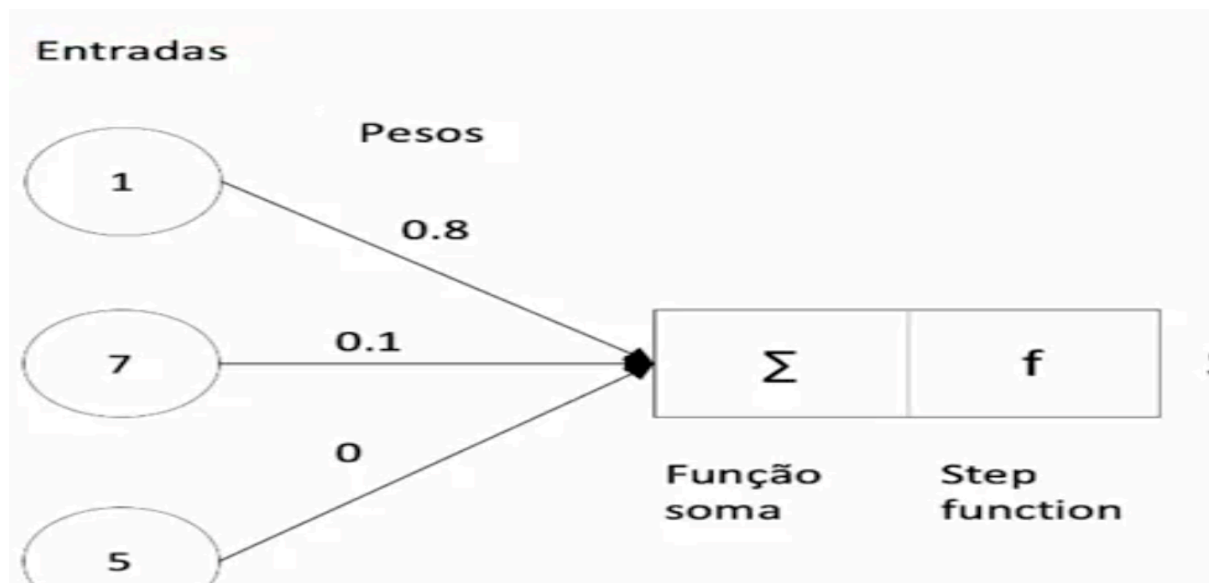 Entradas
Pesos
1
0.8
0.1
7
Σ
f
0
Função
soma
Step
function
5